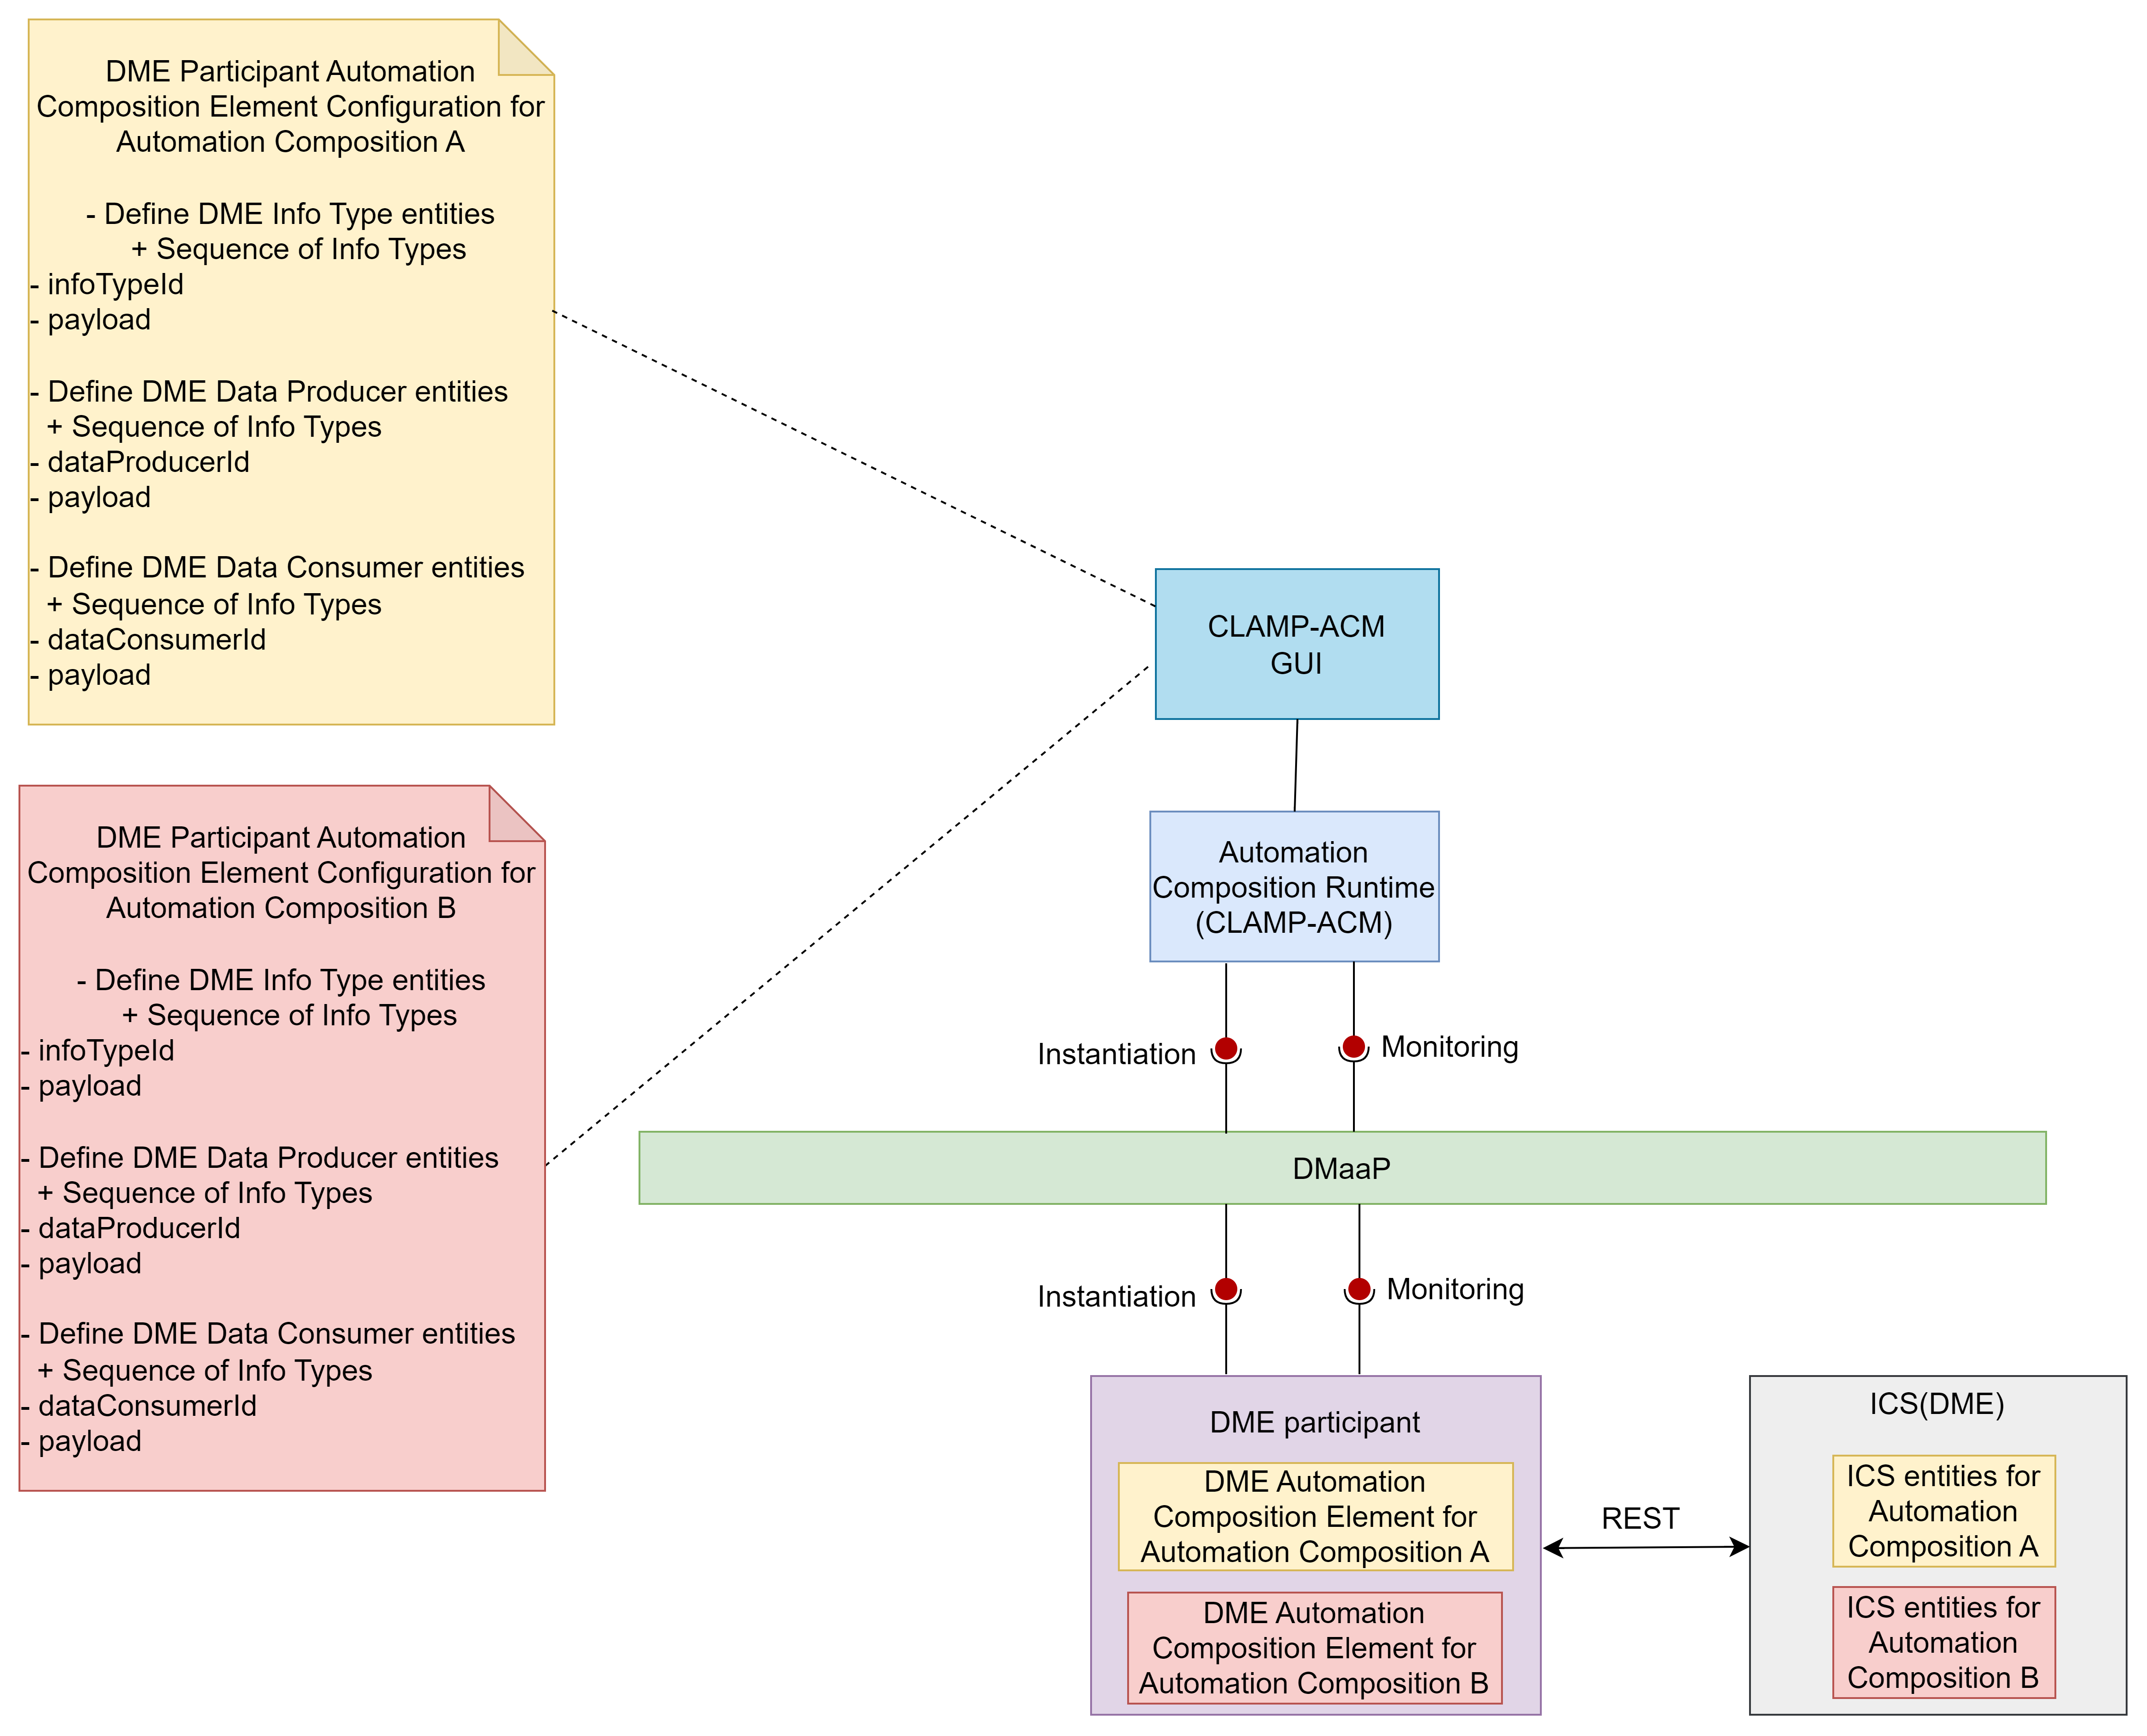 DME Participant Automation
Composition Element Configuration for
Automation Composition A
- Define DME Info Type entities
+ Sequence of Info Types
- infoTypeId
- payload
- Define DME Data Producer entities
+ Sequence of Info Types
- dataProducerId
- payload
- Define DME Data Consumer entities
+ Sequence of Info Types
- dataConsumerId
- payload
DME Participant Automation
Composition Element Configuration for
Automation Composition B
- Define DME Info Type entities
+ Sequence of Info Types
- infoTypeId
- payload
- Define DME Data Producer entities
+ Sequence of Info Types
- dataProducerId
- payload
- Define DME Data Consumer entities
+ Sequence of Info Types
- dataConsumerId
- payload
CLAMP-ACM
GUI
Automation
Composition Runtime
(CLAMP-ACM)
Instantiation
Monitoring
DMaaP
Instantiation
Monitoring
DME participant
DME Automation
Composition Element for
Automation Composition A
DME Automation
Composition Element for
Automation Composition B
REST
ICS(DME)
ICS entities for
Automation
Composition A
ICS entities for
Automation
Composition B